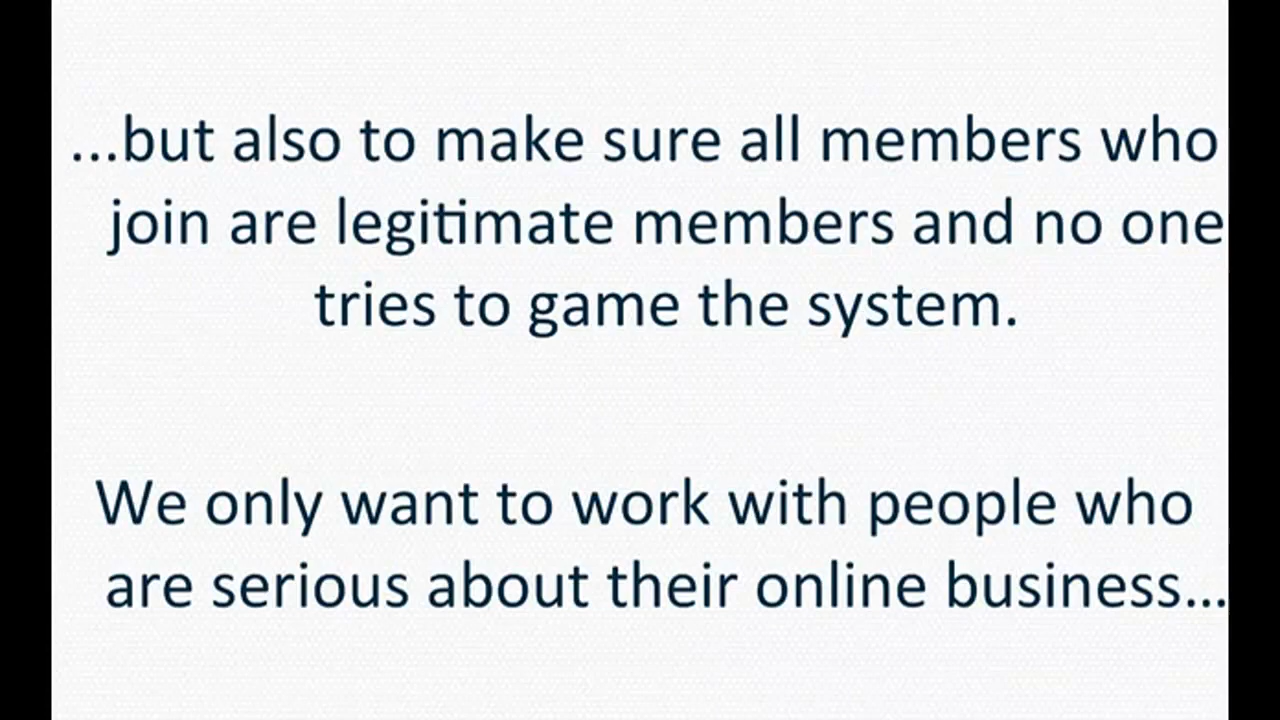 ...but also to make sure all members who
join are legitimate members and no one
tries to game the system.
We only want to work with people who
are serious about their online business...